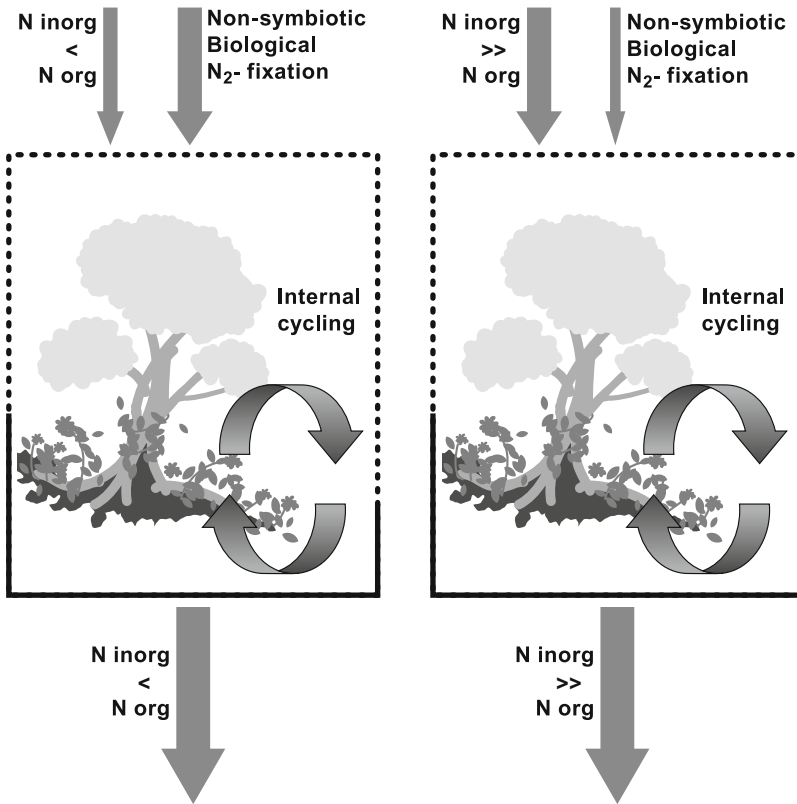 N inorg
<
N org
Non-symbiotic
Biological
N₂- fixation
N inorg
>>
N org
Non-symbiotic
Biological
N₂- fixation
Internal
cycling
Internal
cycling
N inorg
<
N org
N inorg
>>
N org